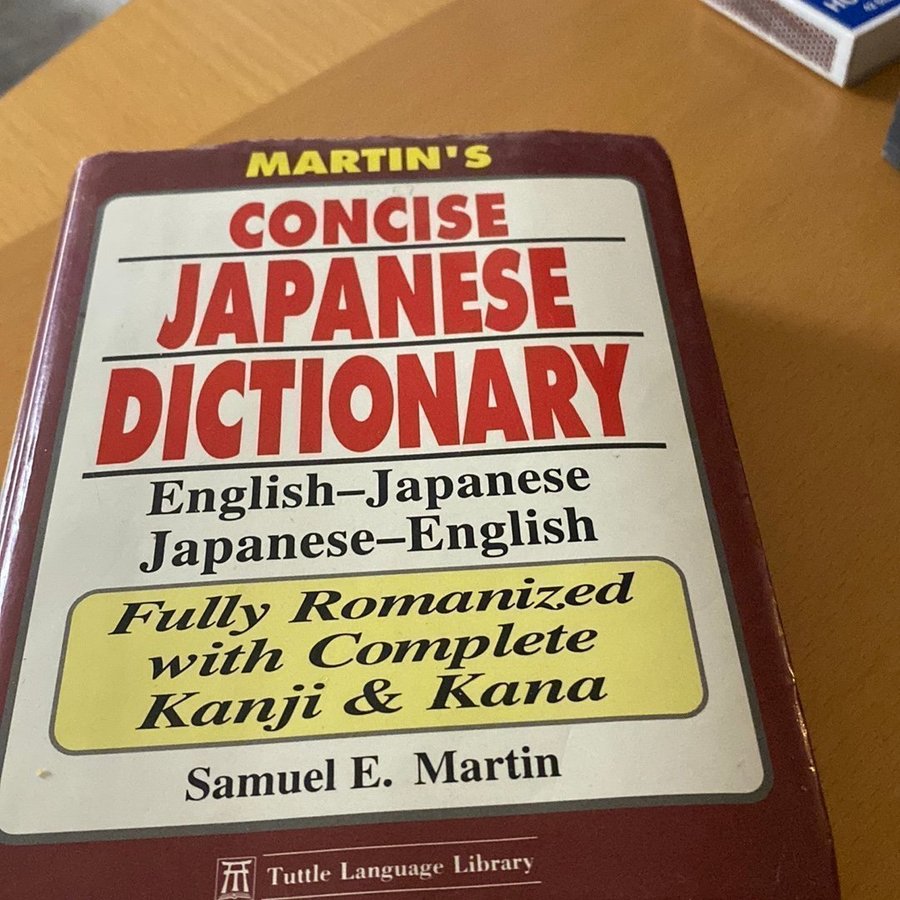 MARTIN'S
CONCISE
JAPANESE
DICTIONARY
English–Japanese
Japanese–English
Fully Romanized
with Complete
Kanji & Kana
Samuel E. Martin
Tuttle Language Library